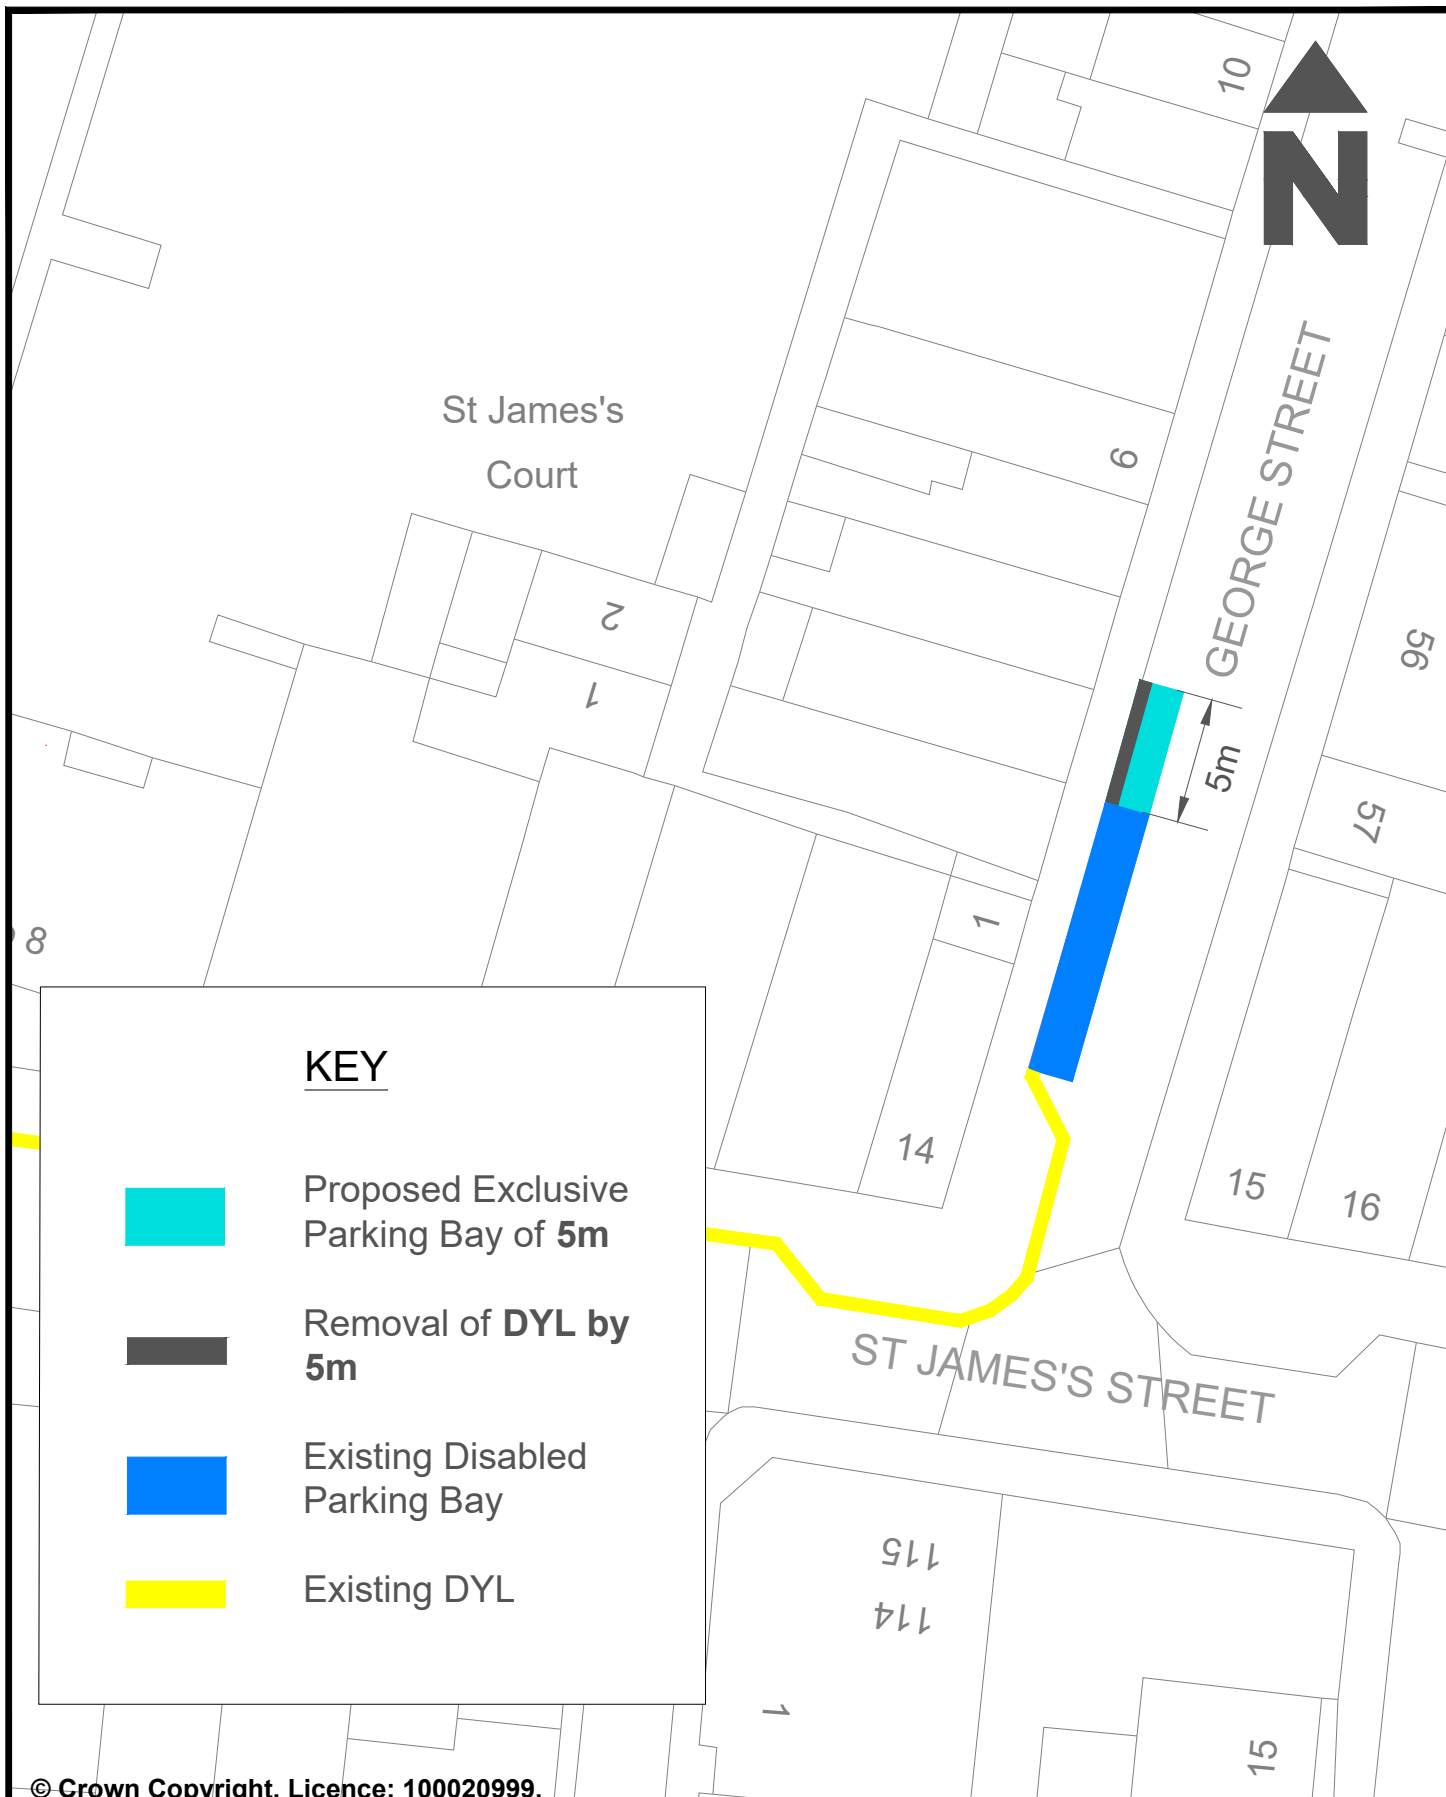 10
N
St James's
Court
6
GEORGE STREET
2
1
56
5m
57
8
1
14
15
16
KEY
Proposed Exclusive
Parking Bay of 5m
Removal of DYL by
5m
Existing Disabled
Parking Bay
Existing DYL
ST JAMES'S STREET
115
114
1
15
© Crown Copyright. Licence: 100020999.